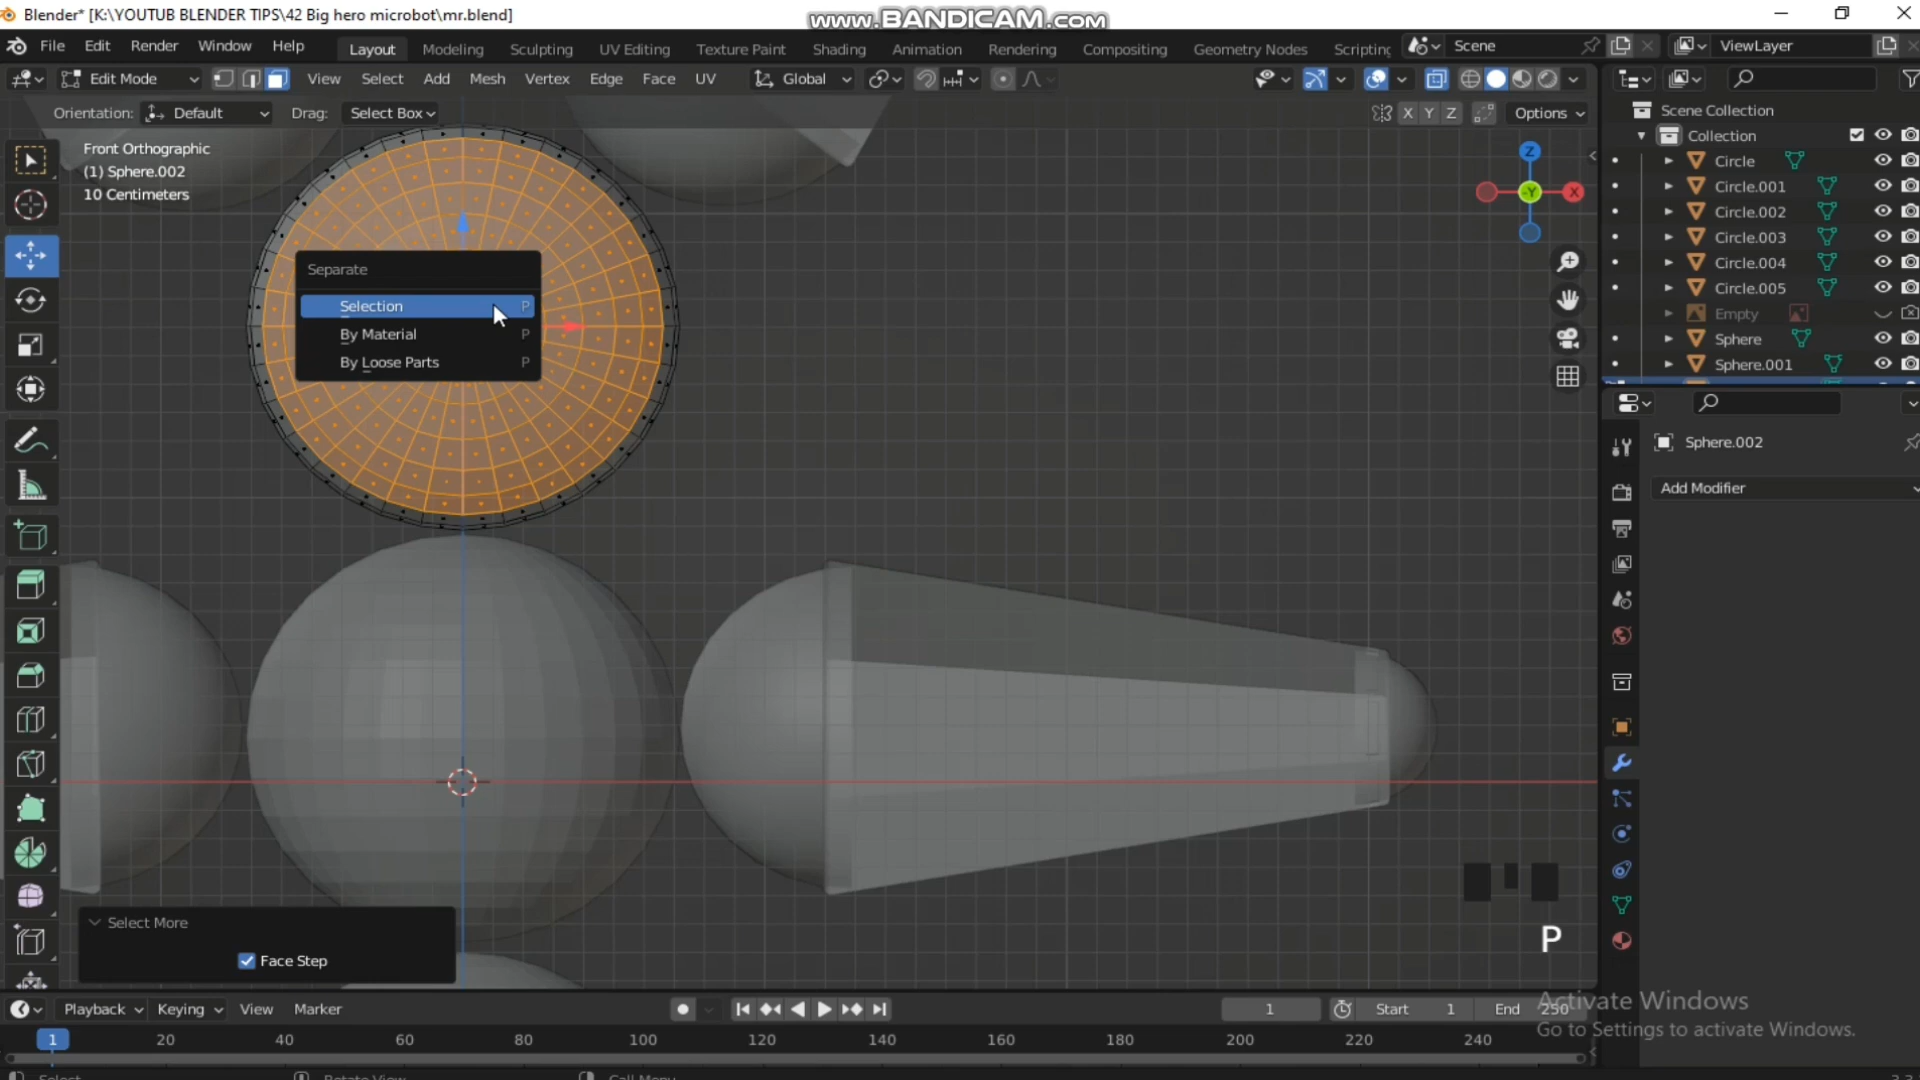 Blender* [K:\YOUTUB BLENDER TIPS\42 Big hero microbot\mr.blend]
www.BANDICAM.com
File Edit Render Window Help
Layout Modeling Sculpting UV Editing Texture Paint Shading Animation Rendering Compositing Geometry Nodes Scripting
Scene
ViewLayer
Edit Mode View Select Add Mesh Vertex Edge Face UV Global
Orientation: Default Drag: Select Box
X Y Z Options
Front Orthographic
(1) Sphere.002
10 Centimeters
Z
-Y
X
Separate
Selection P
By Material P
By Loose Parts P
Scene Collection
Collection
Circle
Circle.001
Circle.002
Circle.003
Circle.004
Circle.005
Empty
Sphere
Sphere.001
Sphere.002
Add Modifier
Select More
Face Step
P
Playback Keying View Marker
1 Start 1 End 250
1 20 40 60 80 100 120 140 160 180 200 220 240
Activate Windows
Go to Settings to activate Windows.